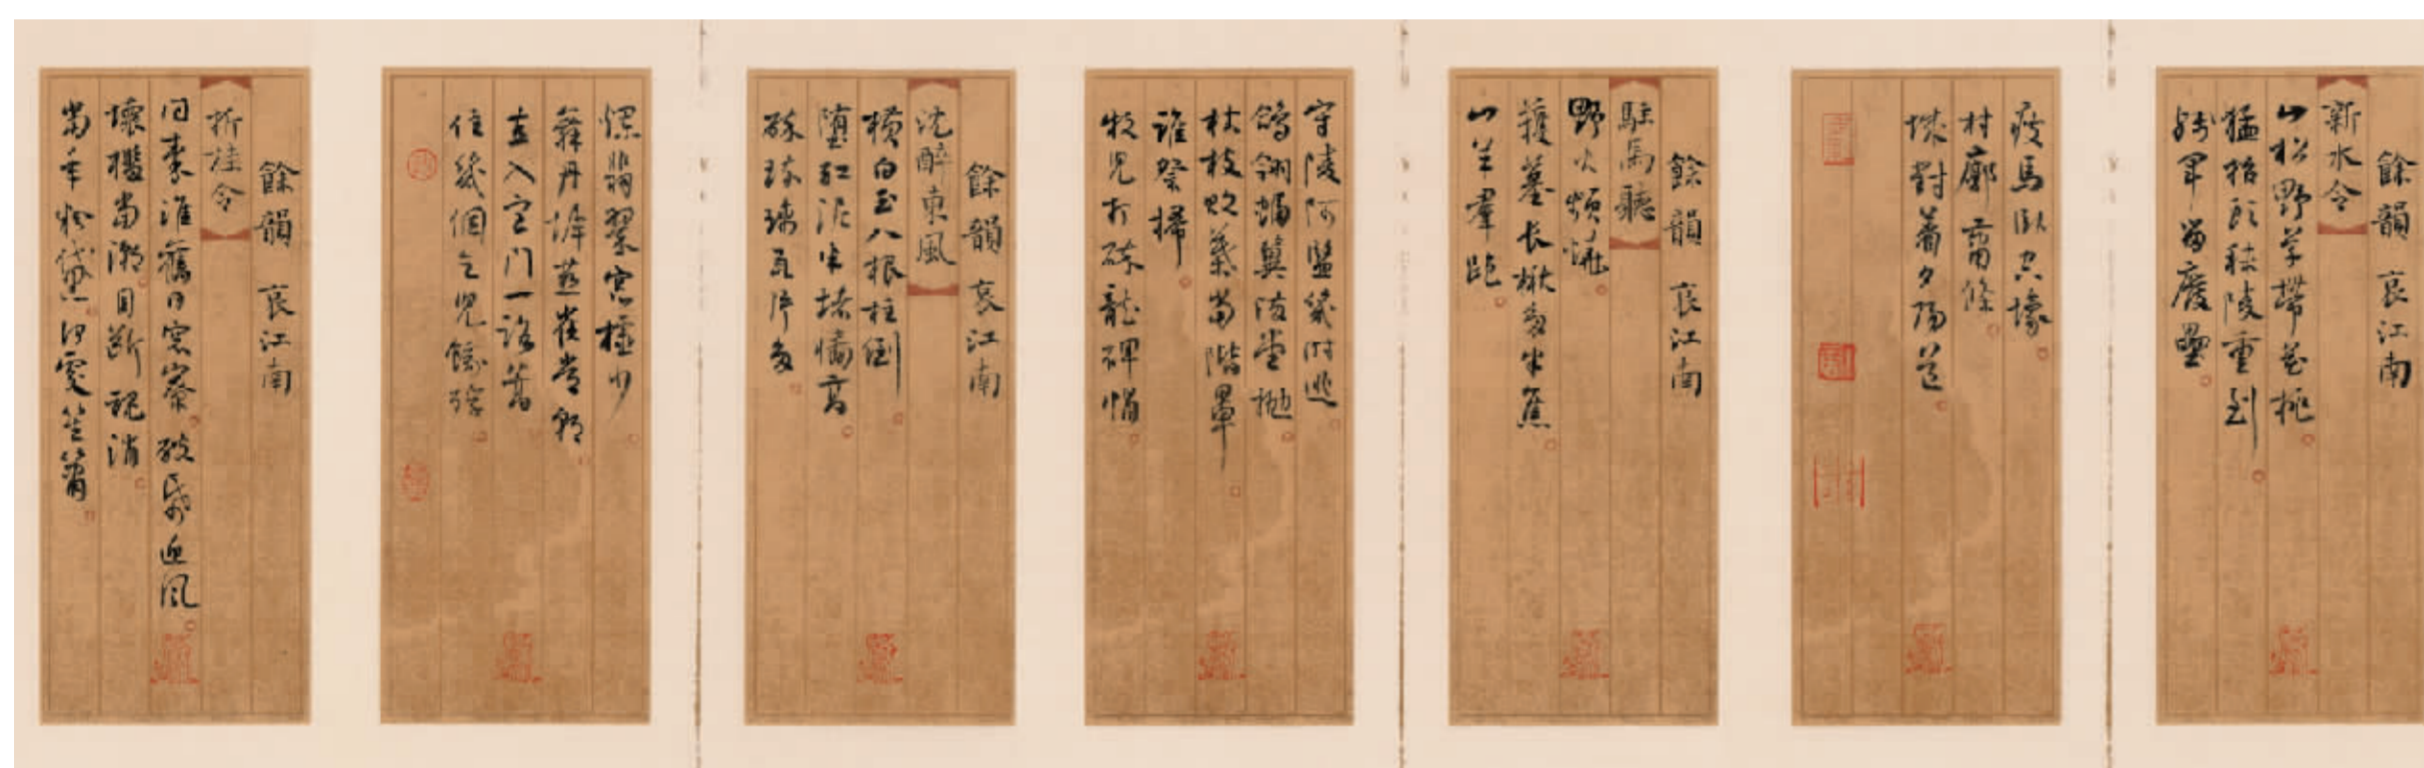 餘韻 哀江南
新水令
山松野草帶花挑
猛抬頭秣陵重到
殘軍留廢壘
瘦馬臥空壕
村廓蕭條
城對著夕陽道
餘韻 哀江南
駐馬聽
野火頻燒
護墓長楸多半焦
山羊羣跑
守陵阿監幾時逃
鴿翎蝠糞滿堂拋
枯枝敗葉當階罩
誰祭掃
牧兒打碎龍碑帽
餘韻 哀江南
沈醉東風
橫白玉八根柱倒
墮紅泥半堵墻高
碎琉璃瓦片多
爛翡翠窓櫺少
舞丹墀燕雀常朝
直入宮門一路蒿
住幾個乞兒餓殍
餘韻 哀江南
折桂令
問秦淮舊日窓寮 破帋迎風
壞檻當潮 目斷魂消
當年粉黛 何處笙簫